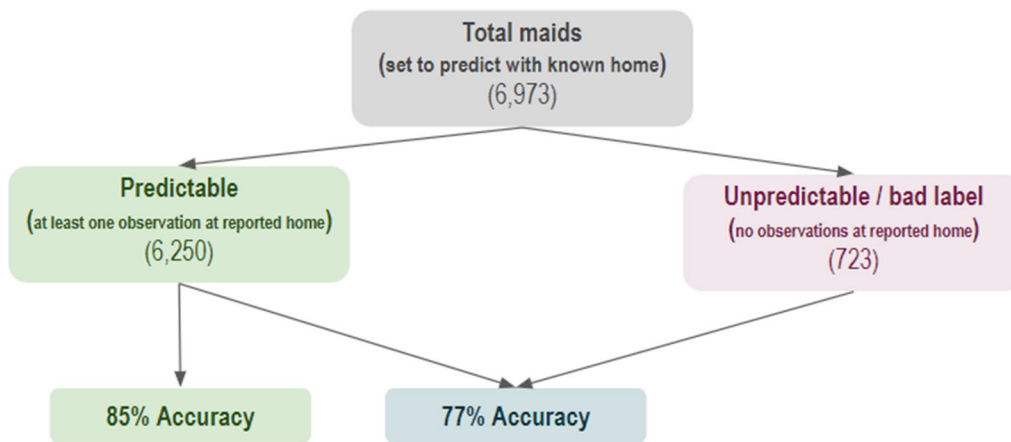 Total maids
(set to predict with known home)
(6,973)
Predictable
(at least one observation at reported home)
(6,250)
Unpredictable / bad label
(no observations at reported home)
(723)
85% Accuracy
77% Accuracy